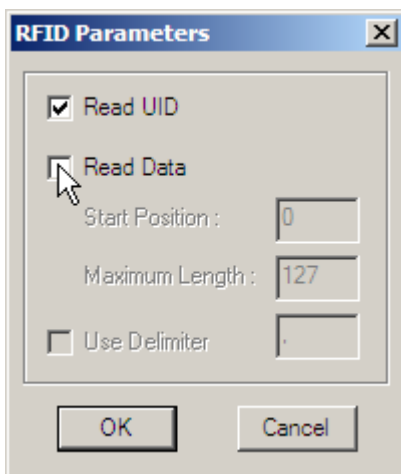 RFID Parameters
Read UID
Read Data
Start Position : 0
Maximum Length : 127
Use Delimiter .
OK Cancel